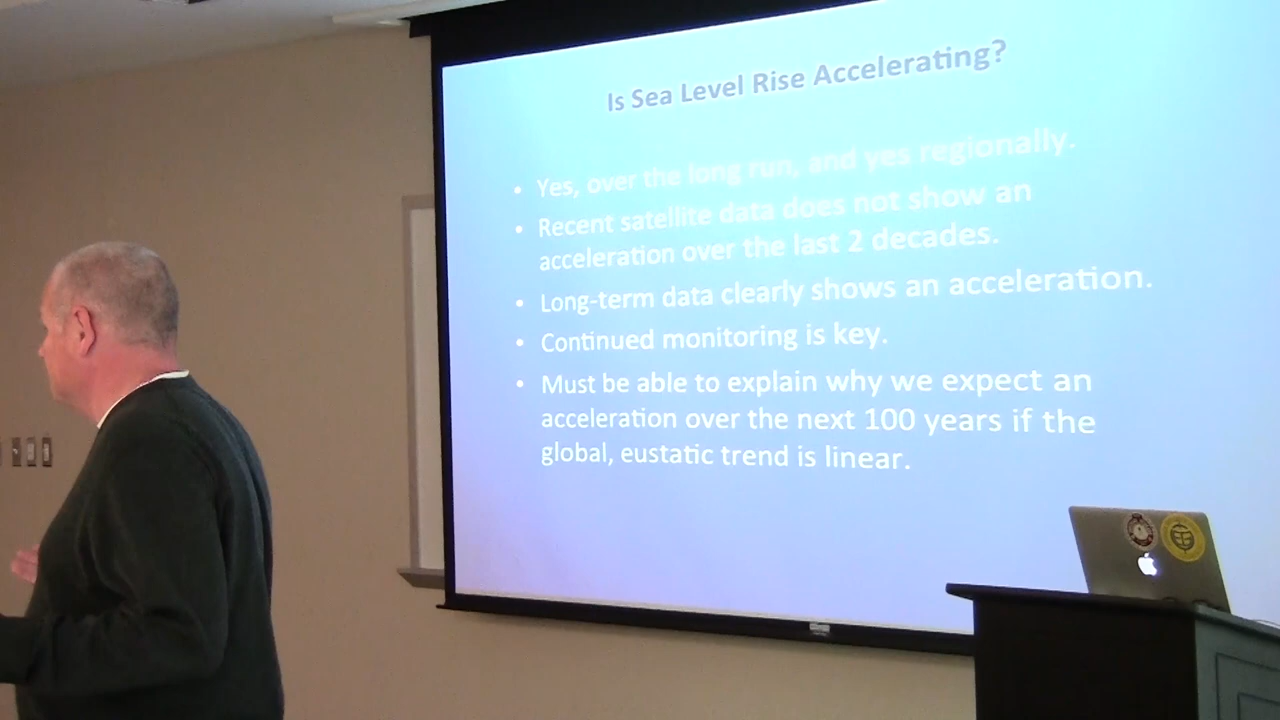 Is Sea Level Rise Accelerating?
• Yes, over the long run, and yes regionally.
• Recent satellite data does not show an
acceleration over the last 2 decades.
• Long-term data clearly shows an acceleration.
• Continued monitoring is key.
• Must be able to explain why we expect an
acceleration over the next 100 years if the
global, eustatic trend is linear.